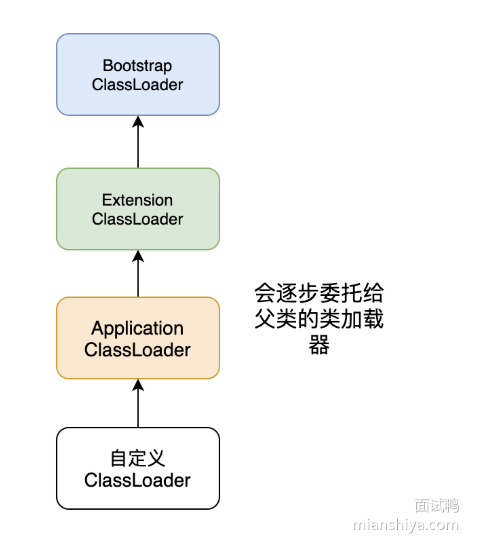 Bootstrap
ClassLoader
Extension
ClassLoader
会逐步委托给
父类的类加载
器
Application
ClassLoader
自定义
ClassLoader
面试鸭
mianshiya.com